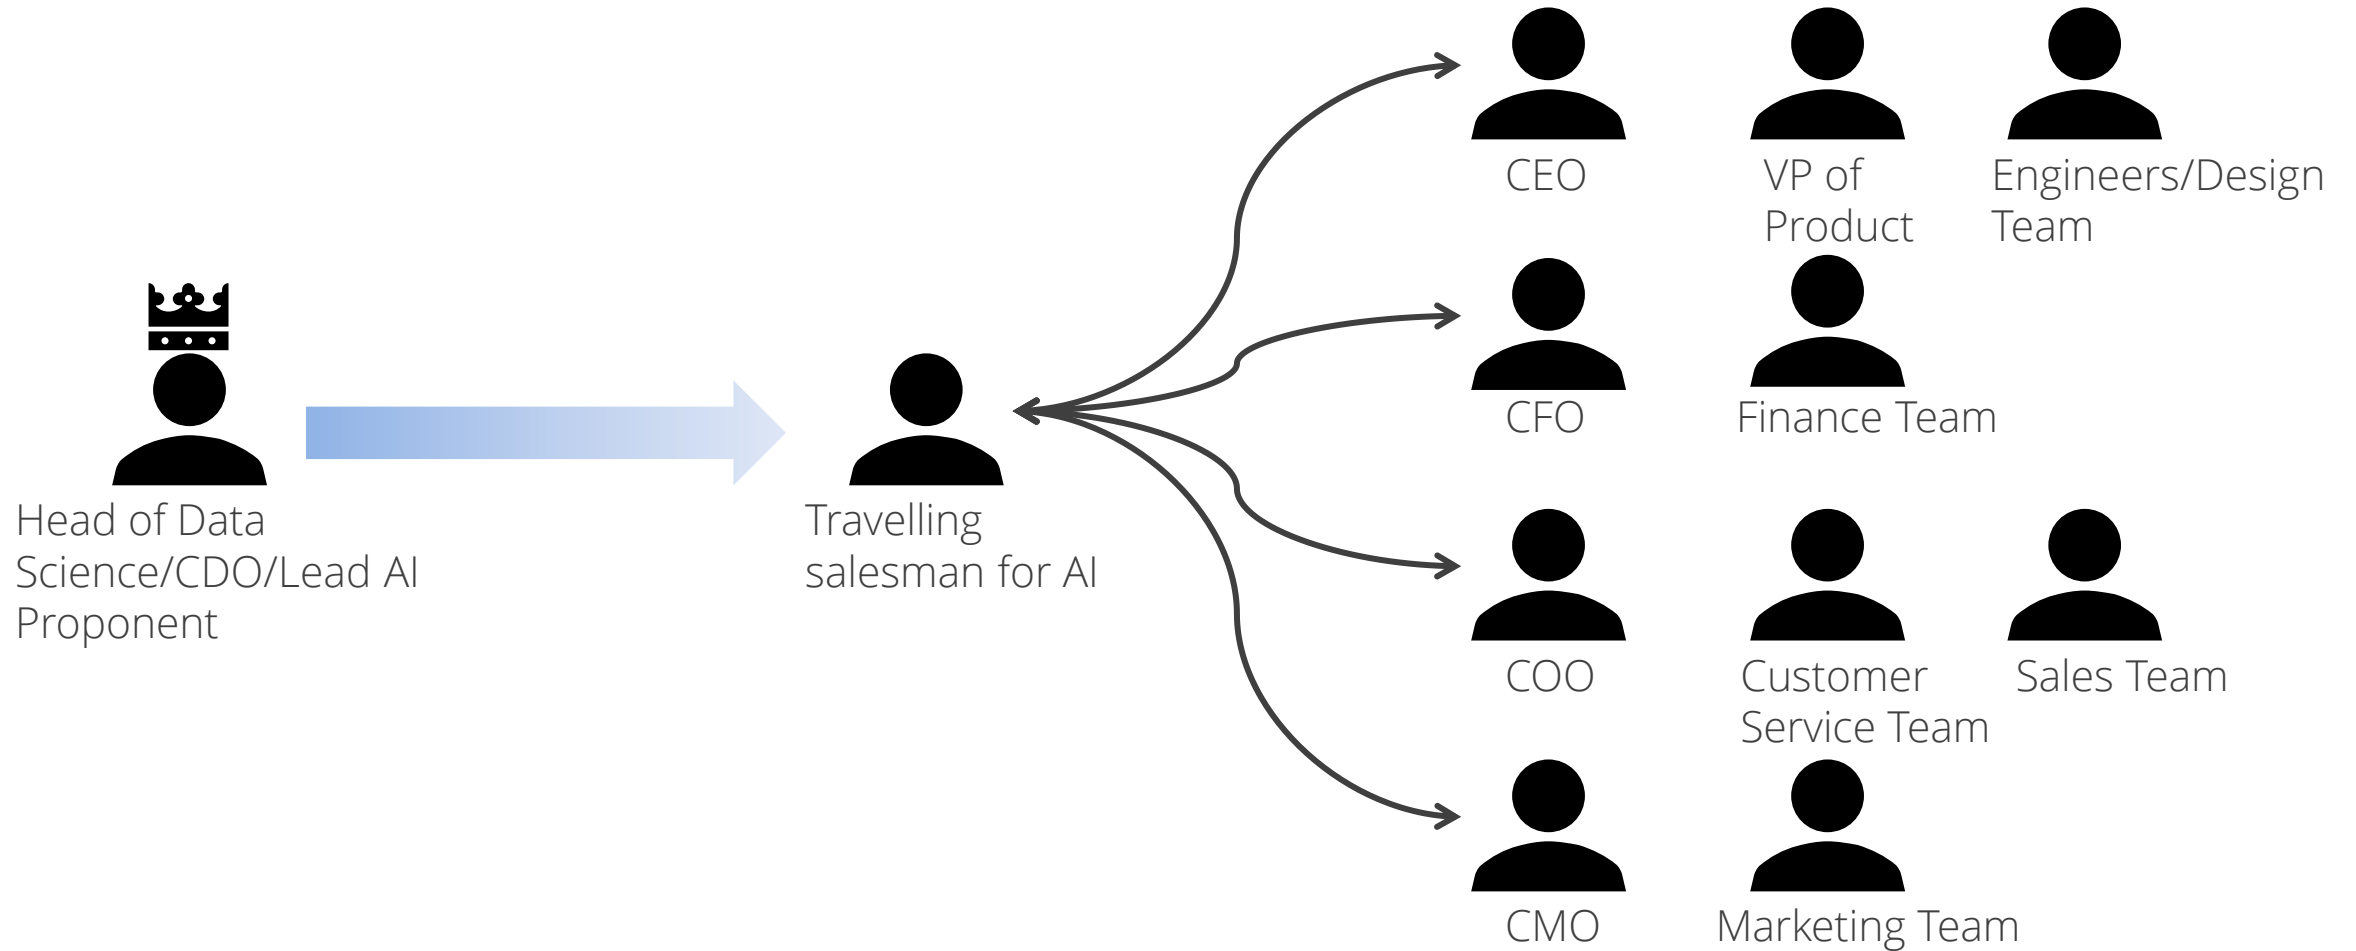 CEO
VP of
Product
Engineers/Design
Team
CFO
Finance Team
Head of Data
Science/CDO/Lead AI
Proponent
Travelling
salesman for AI
COO
Customer
Service Team
Sales Team
CMO
Marketing Team